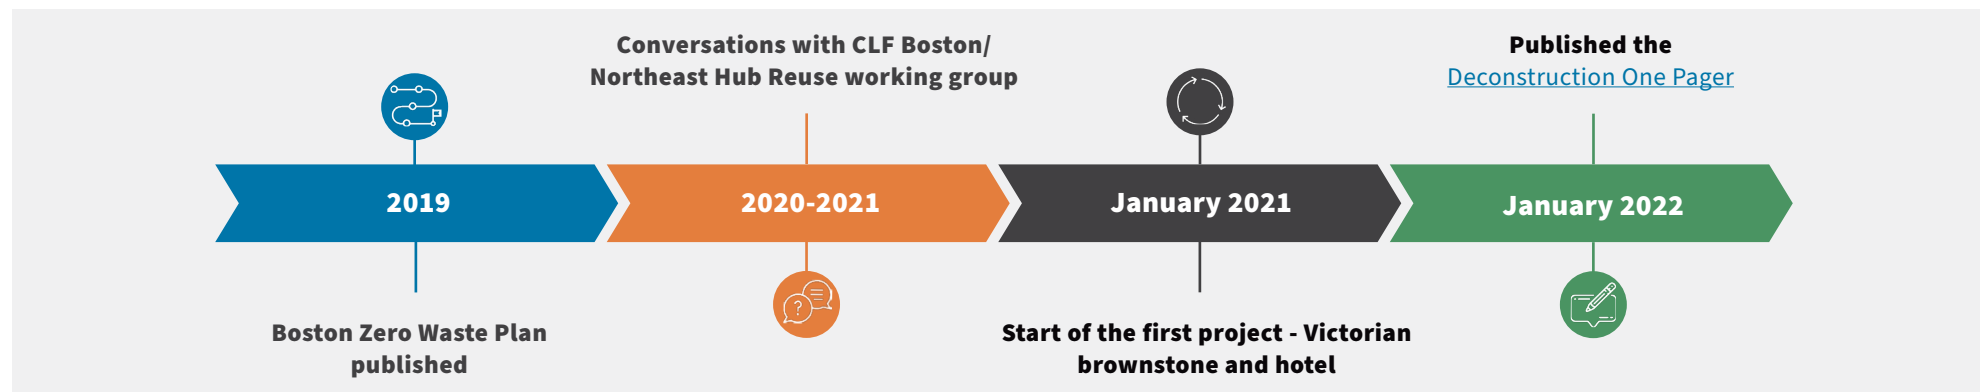 Conversations with CLF Boston/
Northeast Hub Reuse working group
Published the
Deconstruction One Pager
2019
2020-2021
January 2021
January 2022
?
Boston Zero Waste Plan
published
Start of the first project - Victorian
brownstone and hotel